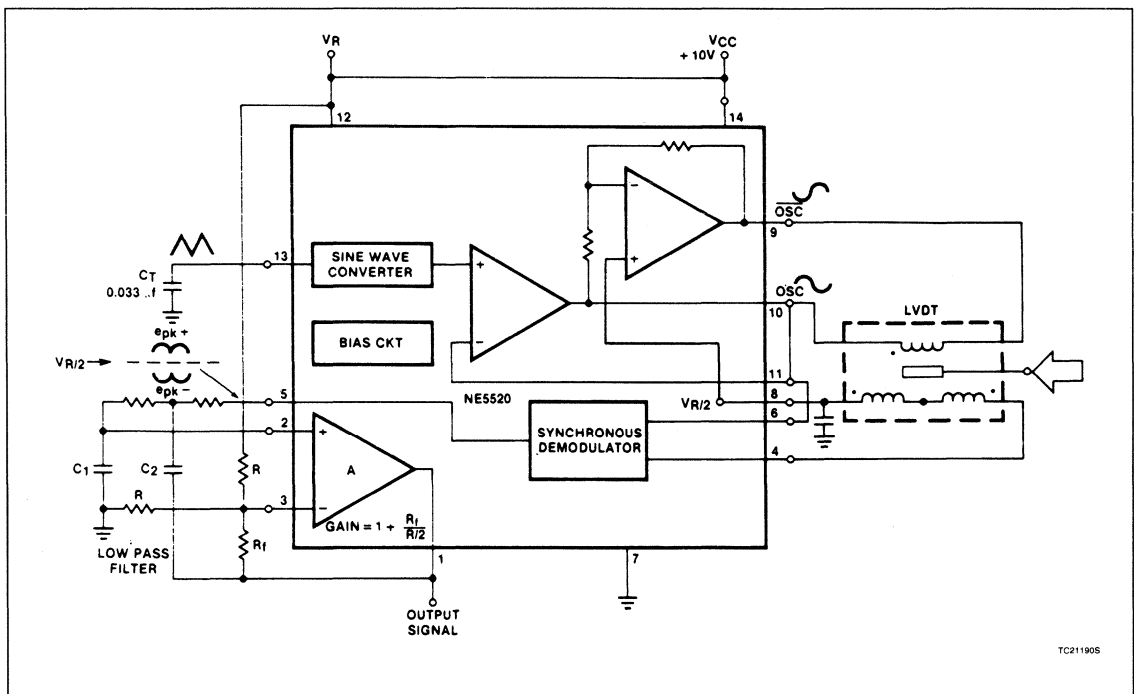 VR
VCC
+ 10V
12
14
OSC
9
13
SINE WAVE
CONVERTER
+
−
−
+
CT
0.033 ..f
OSC
10
LVDT
BIAS CKT
epk +
VR/2
epk −
11
5
NE5520
VR/2
8
6
2
+
SYNCHRONOUS
DEMODULATOR
4
C1
C2
R
A
R
3
−
GAIN = 1 + Rf
R/2
LOW PASS
FILTER
Rf
1
7
OUTPUT
SIGNAL
TC21190S